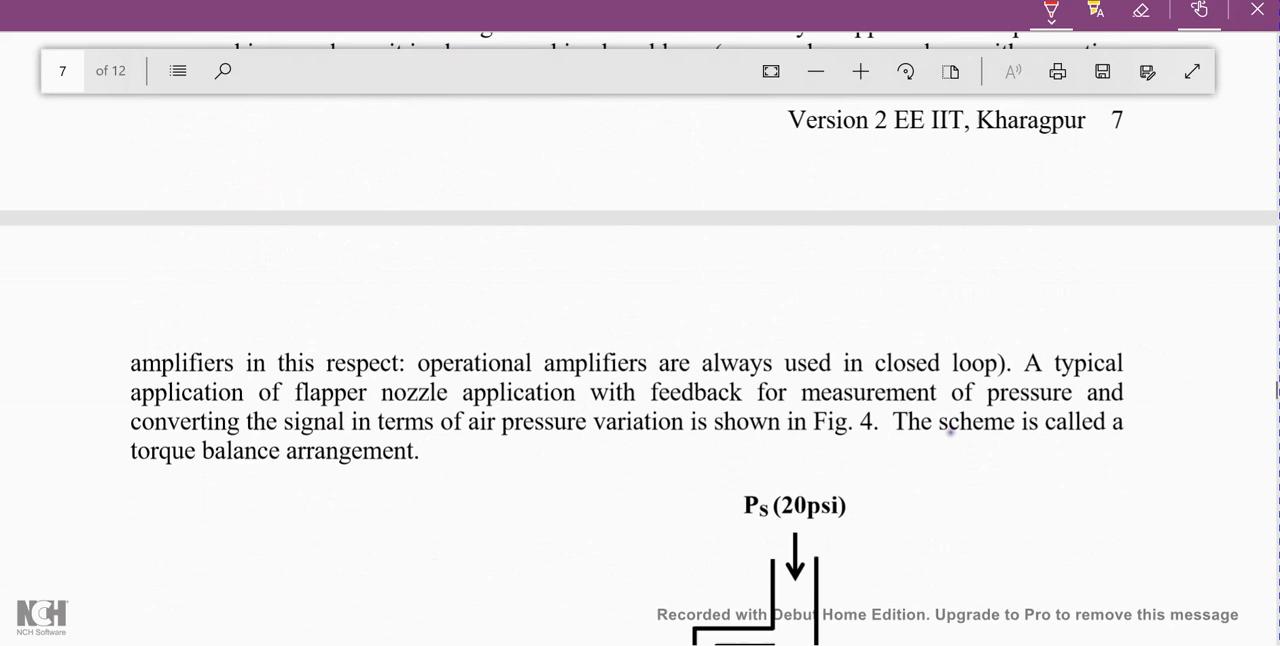 7 of 12
Version 2 EE IIT, Kharagpur 7
amplifiers in this respect: operational amplifiers are always used in closed loop). A typical
application of flapper nozzle application with feedback for measurement of pressure and
converting the signal in terms of air pressure variation is shown in Fig. 4. The scheme is called a
torque balance arrangement.
PS (20psi)
NCH
NCH Software
Recorded with Debut Home Edition. Upgrade to Pro to remove this message